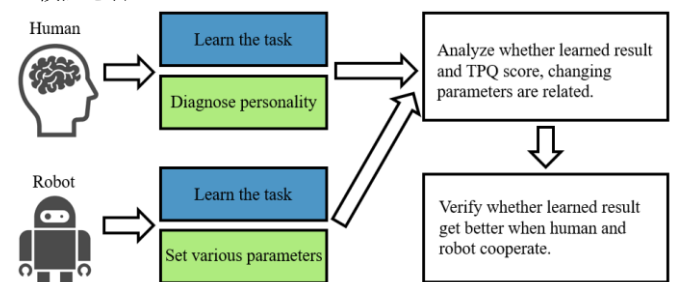 Human
Learn the task
Diagnose personality
Analyze whether learned result
and TPQ score, changing
parameters are related.
Robot
Learn the task
Set various parameters
Verify whether learned result
get better when human and
robot cooperate.